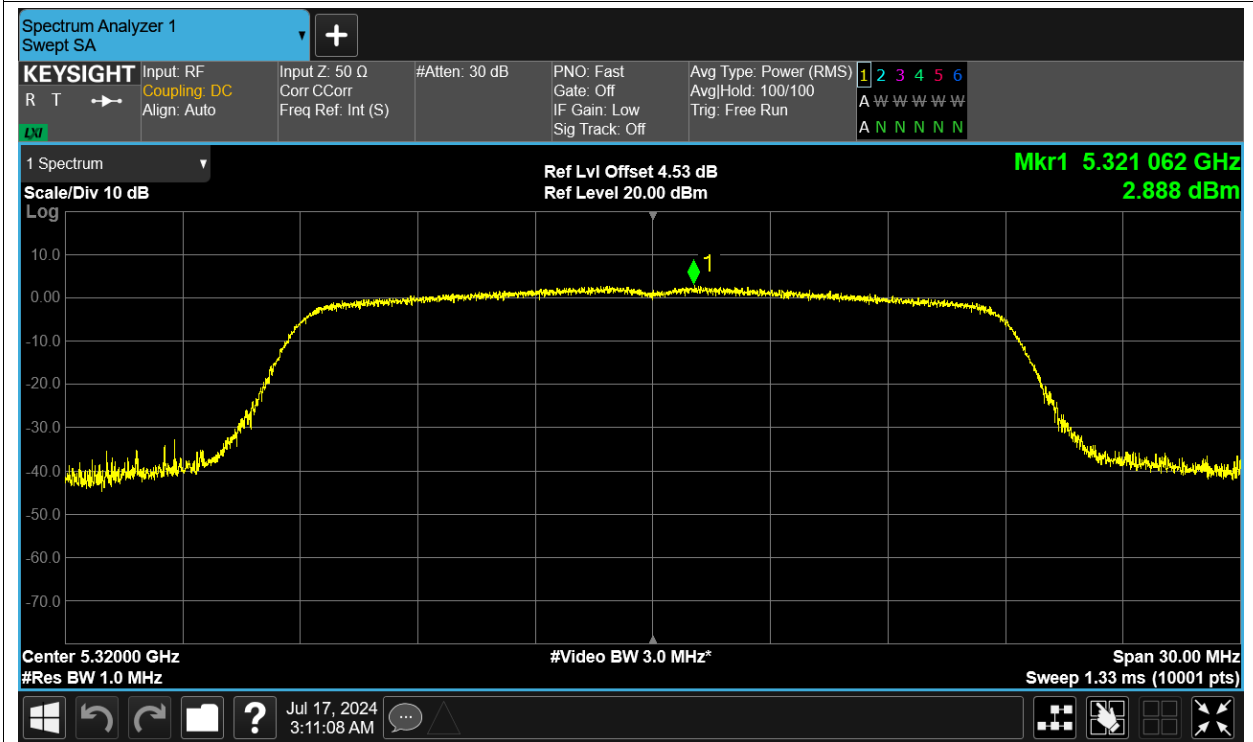 Spectrum Analyzer 1
Swept SA
+
KEYSIGHT
R T
LXI
Input: RF
Coupling: DC
Align: Auto
Input Z: 50 Ω
Corr CCorr
Freq Ref: Int (S)
#Atten: 30 dB
PNO: Fast
Gate: Off
IF Gain: Low
Sig Track: Off
Avg Type: Power (RMS)
Avg|Hold: 100/100
Trig: Free Run
1 2 3 4 5 6
A W W W W W
A N N N N N
1 Spectrum
Scale/Div 10 dB
Log
Ref Lvl Offset 4.53 dB
Ref Level 20.00 dBm
Mkr1 5.321 062 GHz
2.888 dBm
1
10.0
0.00
-10.0
-20.0
-30.0
-40.0
-50.0
-60.0
-70.0
Center 5.32000 GHz
#Res BW 1.0 MHz
#Video BW 3.0 MHz*
Span 30.00 MHz
Sweep 1.33 ms (10001 pts)
?
Jul 17, 2024
3:11:08 AM